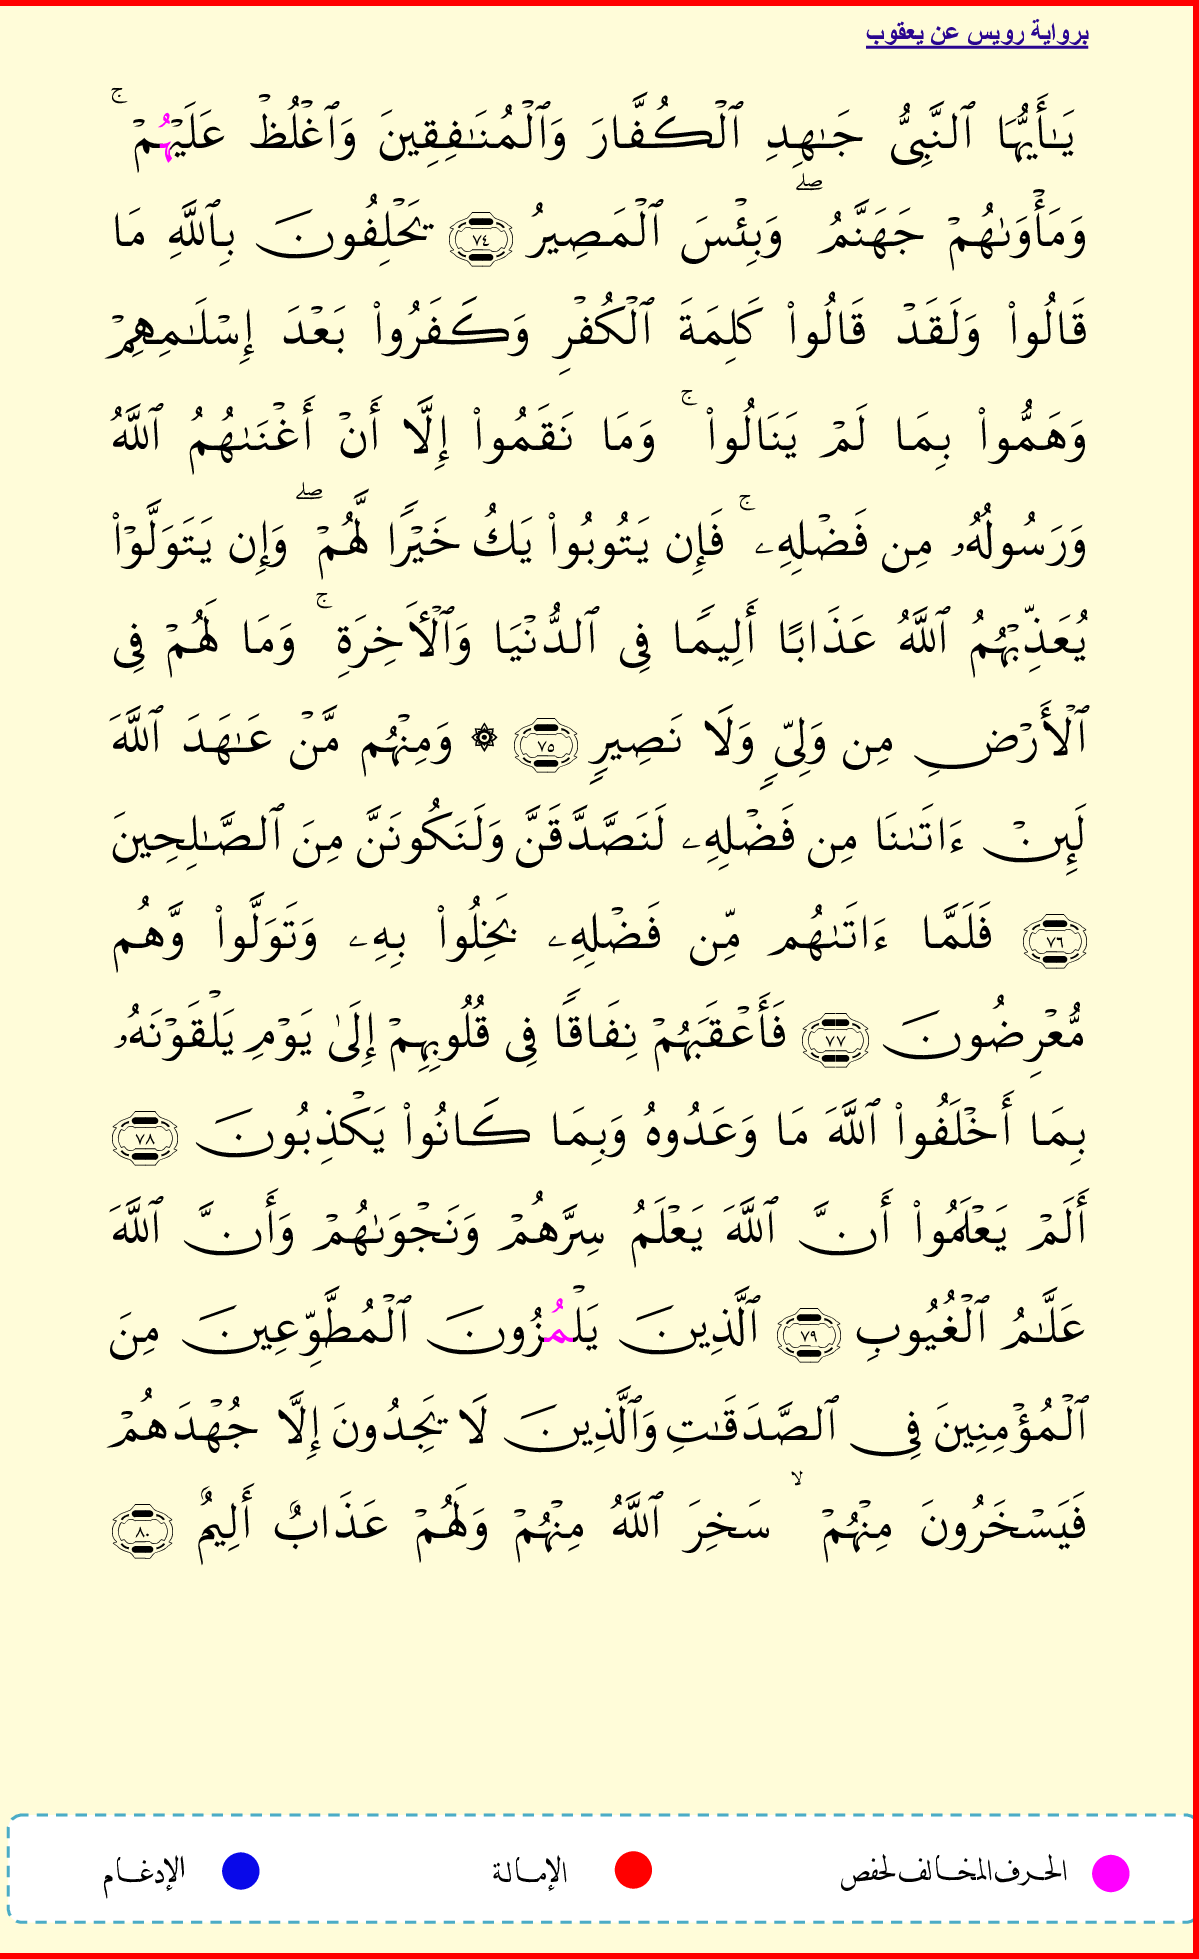 برواية رويس عن يعقوب
يَـٰٓأَيُّهَا ٱلنَّبِىُّ جَـٰهِدِ ٱلْكُفَّارَ وَٱلْمُنَـٰفِقِينَ وَٱغْلُظْ عَلَيْهُمْ ۚ
وَمَأْوَىٰهُمْ جَهَنَّمُ ۖ وَبِئْسَ ٱلْمَصِيرُ ٧٤ يَحْلِفُونَ بِٱللَّهِ مَا
قَالُوا۟ وَلَقَدْ قَالُوا۟ كَلِمَةَ ٱلْكُفْرِ وَكَفَرُوا۟ بَعْدَ إِسْلَـٰمِهِمْ
وَهَمُّوا۟ بِمَا لَمْ يَنَالُوا۟ ۚ وَمَا نَقَمُوا۟ إِلَّا أَنْ أَغْنَىٰهُمُ ٱللَّهُ
وَرَسُولُهُۥ مِن فَضْلِهِۦ ۚ فَإِن يَتُوبُوا۟ يَكُ خَيْرًا لَّهُمْ ۖ وَإِن يَتَوَلَّوْا۟
يُعَذِّبْهُمُ ٱللَّهُ عَذَابًا أَلِيمًا فِى ٱلدُّنْيَا وَٱلْأَخِرَةِ ۚ وَمَا لَهُمْ فِى
ٱلْأَرْضِ مِن وَلِىٍّ وَلَا نَصِيرٍ ٧٥ ۞ وَمِنْهُم مَّنْ عَـٰهَدَ ٱللَّهَ
لَئِنْ ءَاتَىٰنَا مِن فَضْلِهِۦ لَنَصَّدَّقَنَّ وَلَنَكُونَنَّ مِنَ ٱلصَّـٰلِحِينَ
٧٦ فَلَمَّا ءَاتَىٰهُم مِّن فَضْلِهِۦ بَخِلُوا۟ بِهِۦ وَتَوَلَّوا۟ وَّهُم
مُّعْرِضُونَ ٧٧ فَأَعْقَبَهُمْ نِفَاقًا فِى قُلُوبِهِمْ إِلَىٰ يَوْمِ يَلْقَوْنَهُۥ
بِمَا أَخْلَفُوا۟ ٱللَّهَ مَا وَعَدُوهُ وَبِمَا كَانُوا۟ يَكْذِبُونَ ٧٨
أَلَمْ يَعْلَمُوا۟ أَنَّ ٱللَّهَ يَعْلَمُ سِرَّهُمْ وَنَجْوَىٰهُمْ وَأَنَّ ٱللَّهَ
عَلَّـٰمُ ٱلْغُيُوبِ ٧٩ ٱلَّذِينَ يَلْمُزُونَ ٱلْمُطَّوِّعِينَ مِنَ
ٱلْمُؤْمِنِينَ فِى ٱلصَّدَقَـٰتِ وَٱلَّذِينَ لَا يَجِدُونَ إِلَّا جُهْدَهُمْ
فَيَسْخَرُونَ مِنْهُمْ ۙ سَخِرَ ٱللَّهُ مِنْهُمْ وَلَهُمْ عَذَابٌ أَلِيمٌ ٨٠
الحرف المخالف لحفص الإمالة الإدغام